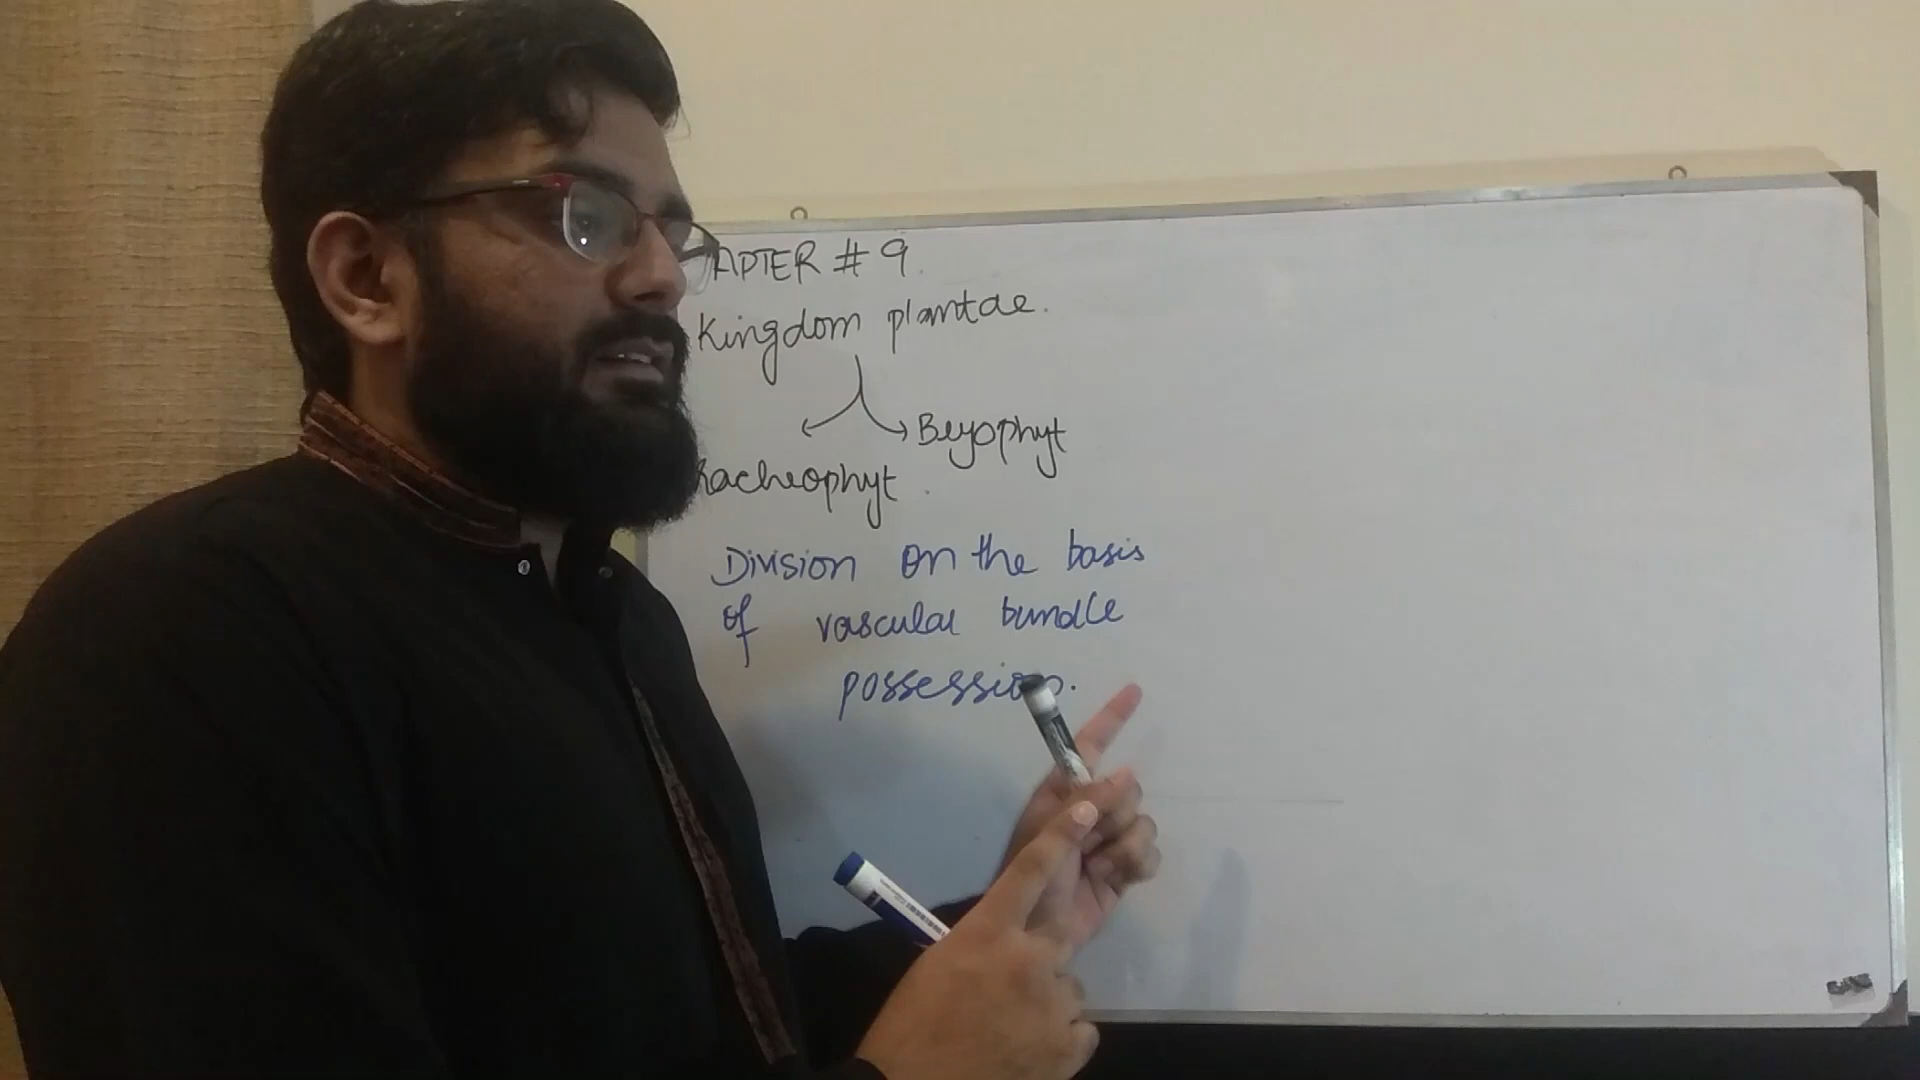 APTER # 9.
Kingdom plantae.
Bryophyt
racheophyt.
Division on the basis
of vascular bundle
possession.